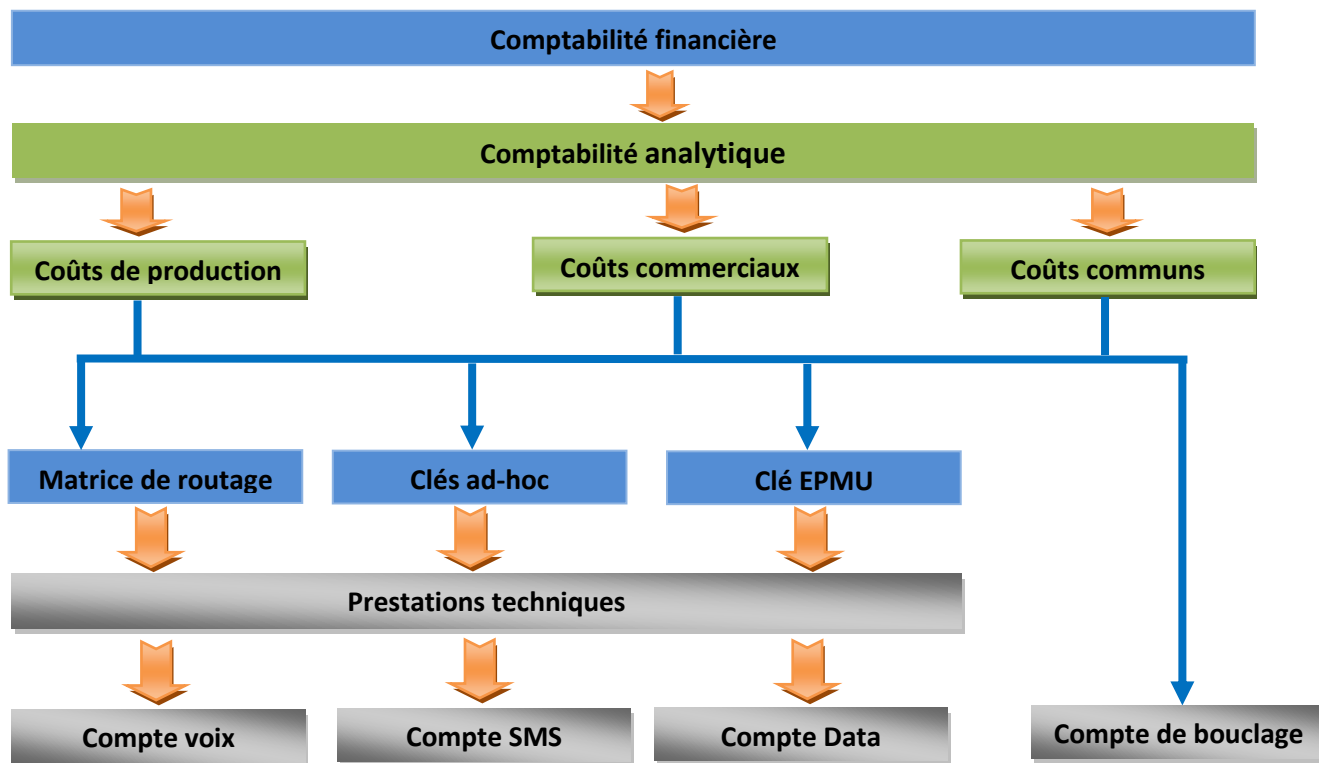 Comptabilité financière
Comptabilité analytique
Coûts de production
Coûts commerciaux
Coûts communs
Matrice de routage
Clés ad-hoc
Clé EPMU
Prestations techniques
Compte voix
Compte SMS
Compte Data
Compte de bouclage